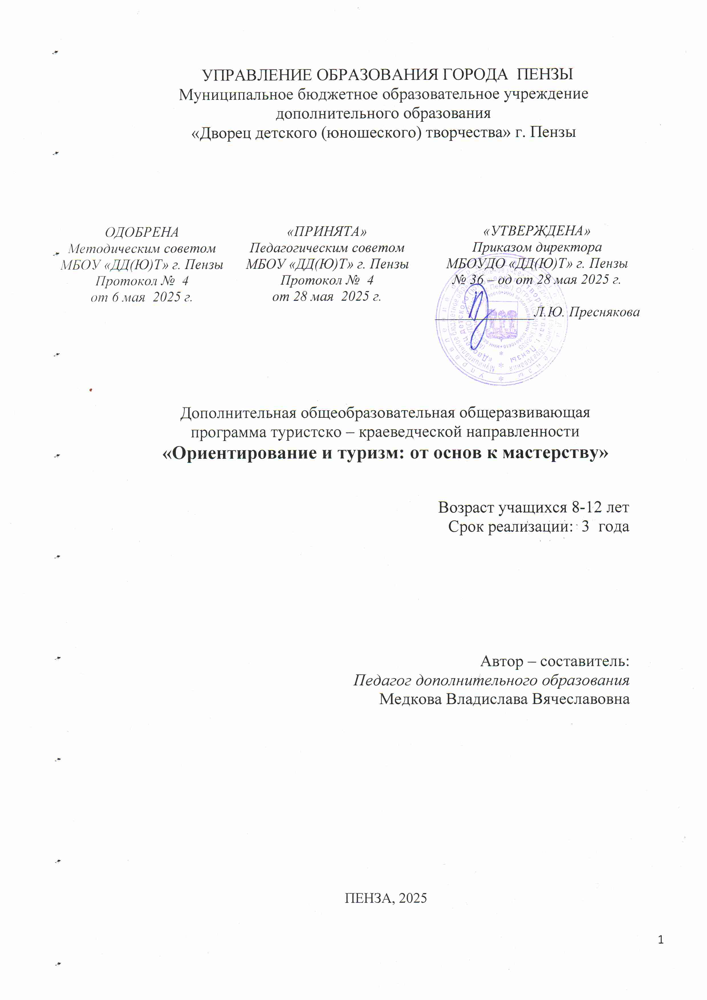 УПРАВЛЕНИЕ ОБРАЗОВАНИЯ ГОРОДА ПЕНЗЫ
Муниципальное бюджетное образовательное учреждение
дополнительного образования
«Дворец детского (юношеского) творчества» г. Пензы
ОДОБРЕНА
Методическим советом
МБОУ «ДД(Ю)Т» г. Пензы
Протокол № 4
от 6 мая 2025 г.
«ПРИНЯТА»
Педагогическим советом
МБОУ «ДД(Ю)Т» г. Пензы
Протокол № 4
от 28 мая 2025 г.
«УТВЕРЖДЕНА»
Приказом директора
МБОУДО «ДД(Ю)Т» г. Пензы
№ 36 – од от 28 мая 2025 г.
Л.Ю. Преснякова
Дополнительная общеобразовательная общеразвивающая
программа туристско – краеведческой направленности
«Ориентирование и туризм: от основ к мастерству»
Возраст учащихся 8-12 лет
Срок реализации: 3 года
Автор – составитель:
Педагог дополнительного образования
Медкова Владислава Вячеславовна
ПЕНЗА, 2025
1